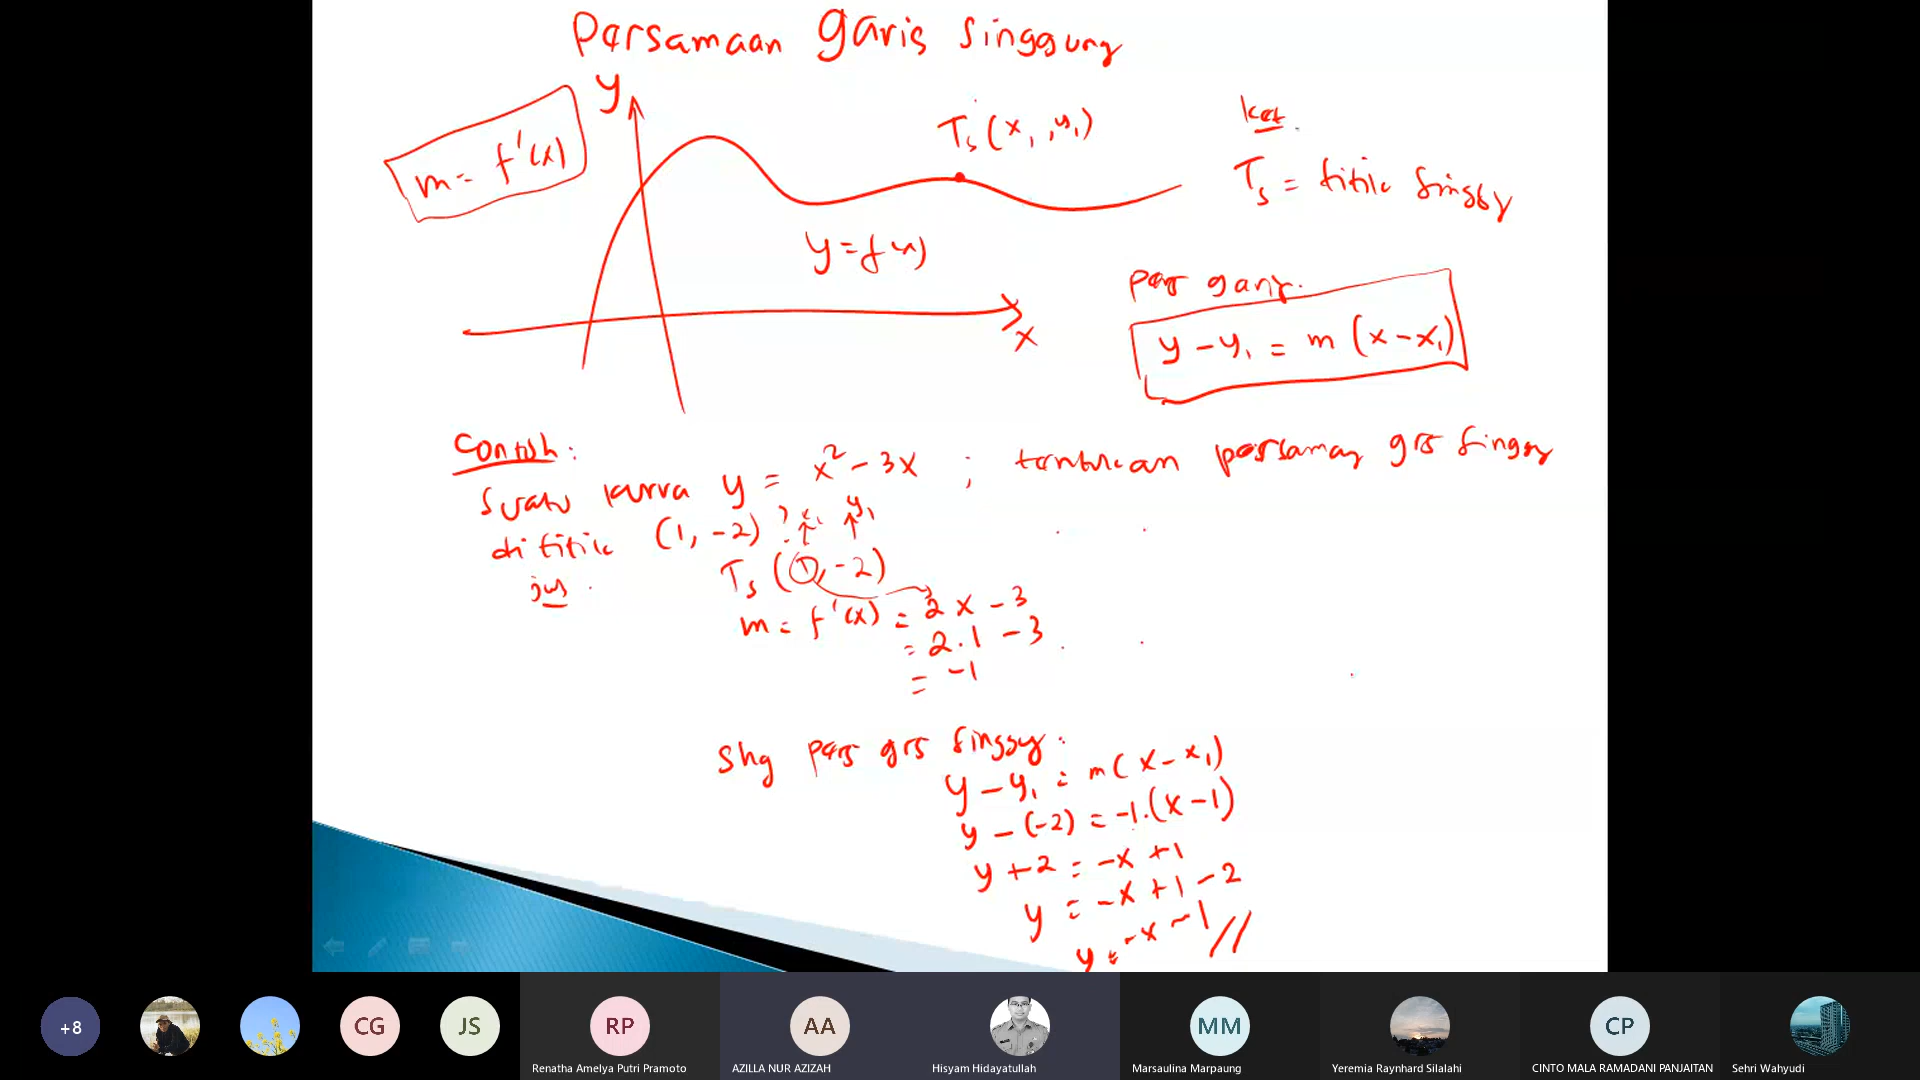 Persamaan garis singgung
y
m = f'(x)
Ts (x₁, y₁)
ket.
Ts = titik singg
y = f(x)
x
pers garis.
y - y₁ = m (x - x₁)
Contoh:
Suatu kurva y = x² - 3x ; tentukan persamaan grs singg
di titik (1, -2) ? x₁ y₁
jwb. Ts (1, -2)
m = f'(x) = 2x - 3
= 2.1 - 3
= -1
Shg pers grs singg:
y - y₁ = m (x - x₁)
y - (-2) = -1.(x - 1)
y + 2 = -x + 1
y = -x + 1 - 2
y = -x - 1 //
+8 CG JS RP AA MM CP
Renatha Amelya Putri Pramoto AZILLA NUR AZIZAH Hisyam Hidayatullah Marsaulina Marpaung Yeremia Raynhard Silalahi CINTO MALA RAMADANI PANJAITAN Sehri Wahyudi